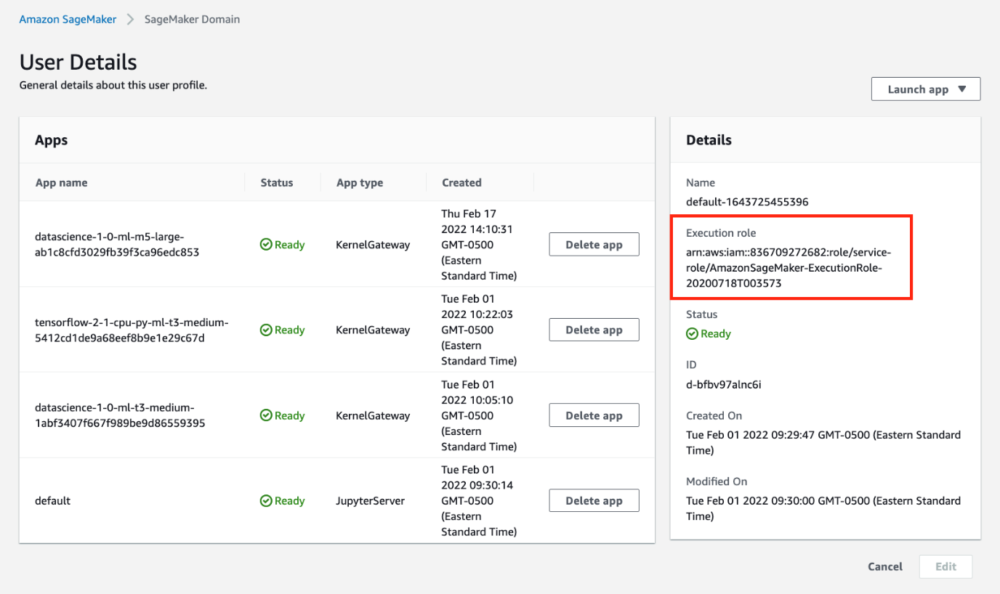 Amazon SageMaker
SageMaker Domain
User Details
General details about this user profile.
Launch app
Apps
App name
Status
App type
Created
datascience-1-0-ml-m5-large-
ab1c8cfd3029fb39f3ca96edc853
Ready
KernelGateway
Thu Feb 17
2022 14:10:31
GMT-0500
(Eastern
Standard Time)
Delete app
tensorflow-2-1-cpu-py-ml-t3-medium-
5412cd1de9a68eef8b9e1e29c67d
Ready
KernelGateway
Tue Feb 01
2022 10:22:03
GMT-0500
(Eastern
Standard Time)
Delete app
datascience-1-0-ml-t3-medium-
1abf3407f667f989be9d86559395
Ready
KernelGateway
Tue Feb 01
2022 10:05:10
GMT-0500
(Eastern
Standard Time)
Delete app
default
Ready
JupyterServer
Tue Feb 01
2022 09:30:14
GMT-0500
(Eastern
Standard Time)
Delete app
Details
Name
default-1643725455396
Execution role
arn:aws:iam::836709272682:role/service-
role/AmazonSageMaker-ExecutionRole-
20200718T003573
Status
Ready
ID
d-bfbv97alnc6i
Created On
Tue Feb 01 2022 09:29:47 GMT-0500 (Eastern Standard
Time)
Modified On
Tue Feb 01 2022 09:30:00 GMT-0500 (Eastern Standard
Time)
Cancel
Edit